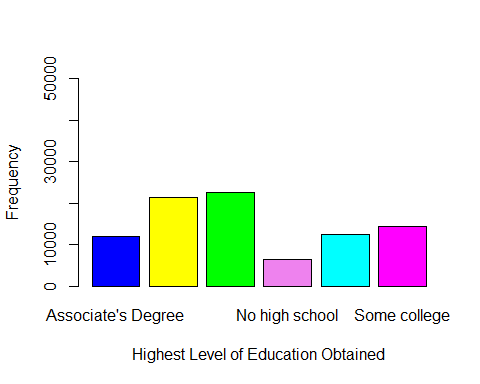 50000
30000
10000
0
Frequency
Associate's Degree No high school Some college
Highest Level of Education Obtained